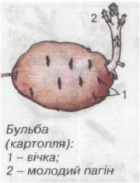 2
1
Бульба
(картопля):
1 – вічка;
2 – молодий пагін